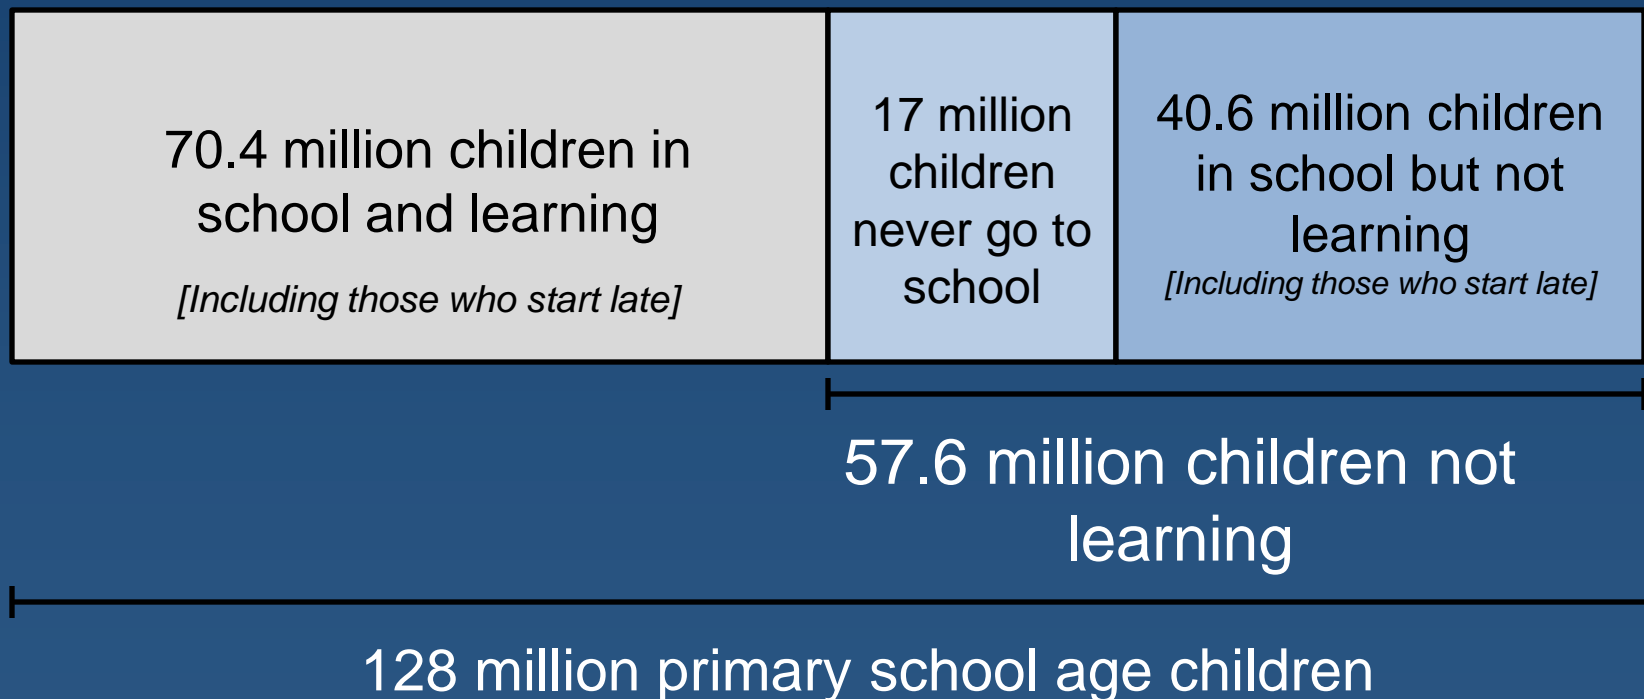 70.4 million children in
school and learning
[Including those who start late]
17 million
children
never go to
school
40.6 million children
in school but not
learning
[Including those who start late]
57.6 million children not
learning
128 million primary school age children